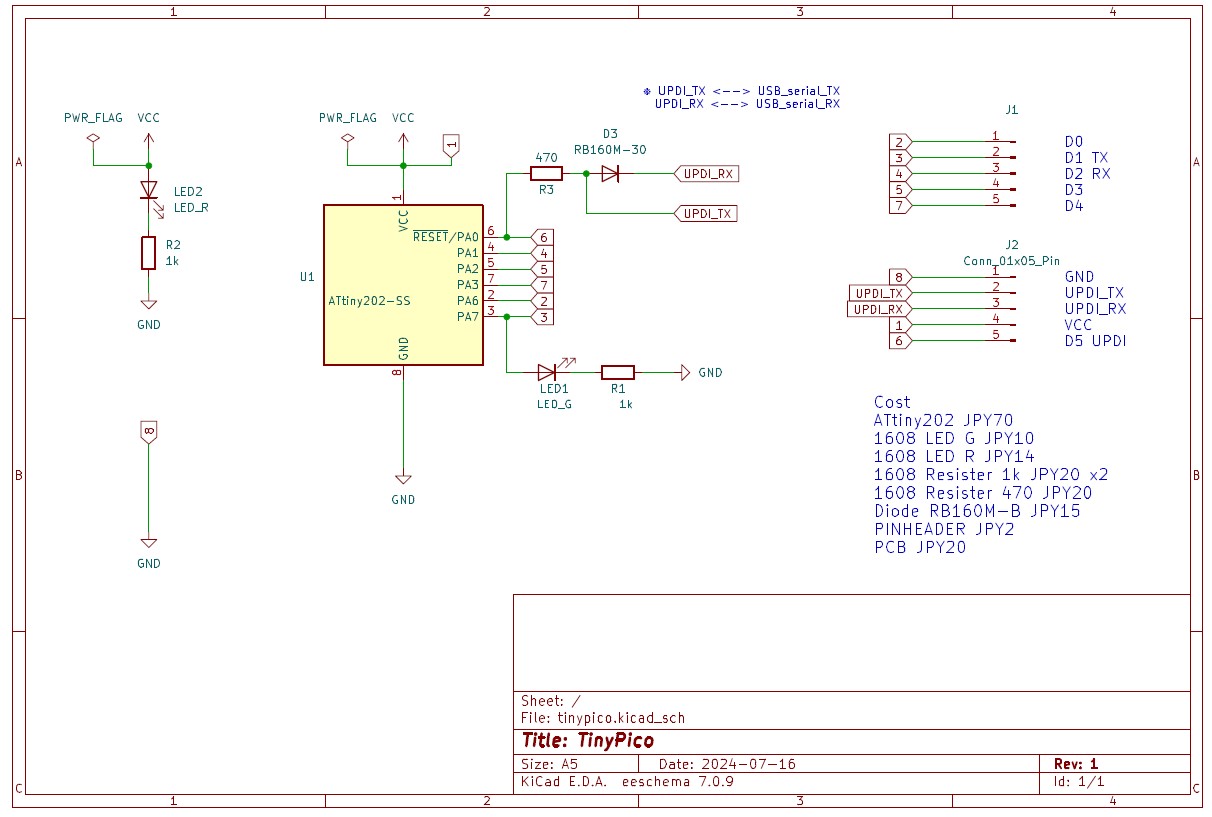 1 2 3 4
A
A
※ UPDI_TX <--> USB_serial_TX
UPDI_RX <--> USB_serial_RX
PWR_FLAG VCC
LED2
LED_R
R2
1k
GND
8
GND
PWR_FLAG VCC
1
1
VCC
U1
ATtiny202-SS
RESET/PA0 6 6
PA1 4 4
PA2 5 5
PA3 7 7
PA6 2 2
PA7 3 3
GND
8
GND
470
R3
D3
RB160M-30
UPDI_RX
UPDI_TX
LED1
LED_G
R1
1k
GND
J1
2 1 D0
3 2 D1 TX
4 3 D2 RX
5 4 D3
7 5 D4
J2
Conn_01x05_Pin
8 1 GND
UPDI_TX 2 UPDI_TX
UPDI_RX 3 UPDI_RX
1 4 VCC
6 5 D5 UPDI
Cost
ATtiny202 JPY70
1608 LED G JPY10
1608 LED R JPY14
1608 Resister 1k JPY20 x2
1608 Resister 470 JPY20
Diode RB160M-B JPY15
PINHEADER JPY2
PCB JPY20
B
B
Sheet: /
File: tinypico.kicad_sch
Title: TinyPico
Size: A5 Date: 2024-07-16 Rev: 1
KiCad E.D.A. eeschema 7.0.9 Id: 1/1
C
C
1 2 3 4